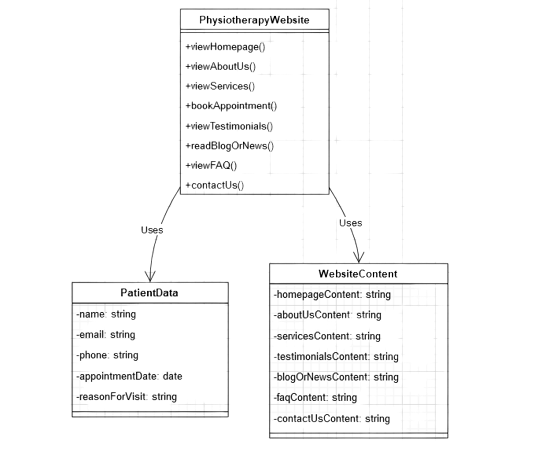 PhysiotherapyWebsite
+viewHomepage()
+viewAboutUs()
+viewServices()
+bookAppointment()
+viewTestimonials()
+readBlogOrNews()
+viewFAQ()
+contactUs()
Uses
Uses
PatientData
-name: string
-email: string
-phone: string
-appointmentDate: date
-reasonForVisit: string
WebsiteContent
-homepageContent: string
-aboutUsContent: string
-servicesContent: string
-testimonialsContent: string
-blogOrNewsContent: string
-faqContent: string
-contactUsContent: string